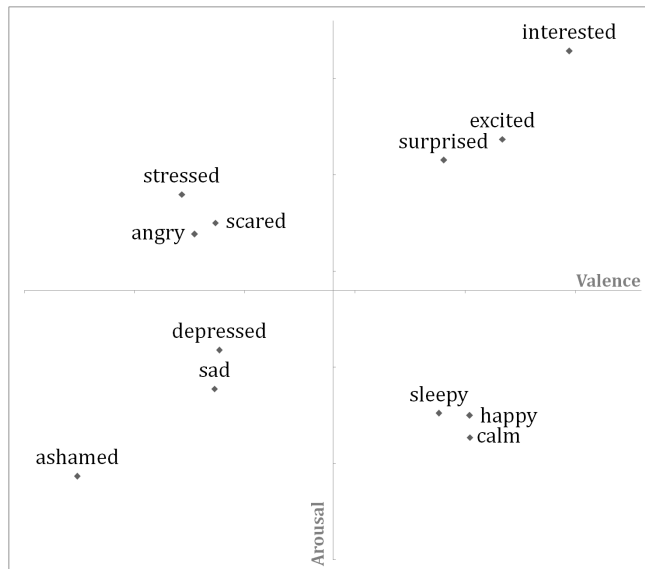 interested
excited
surprised
stressed
scared
angry
Valence
depressed
sad
sleepy
happy
calm
ashamed
Arousal